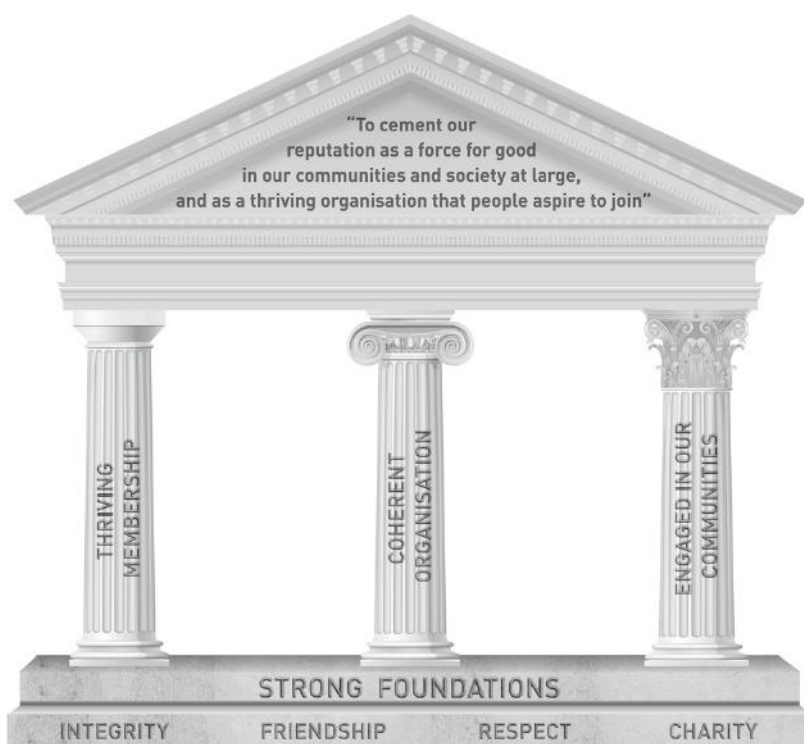 “To cement our
reputation as a force for good
in our communities and society at large,
and as a thriving organisation that people aspire to join”
THRIVING
MEMBERSHIP
COHERENT
ORGANISATION
ENGAGED IN OUR
COMMUNITIES
STRONG FOUNDATIONS
INTEGRITY FRIENDSHIP RESPECT CHARITY